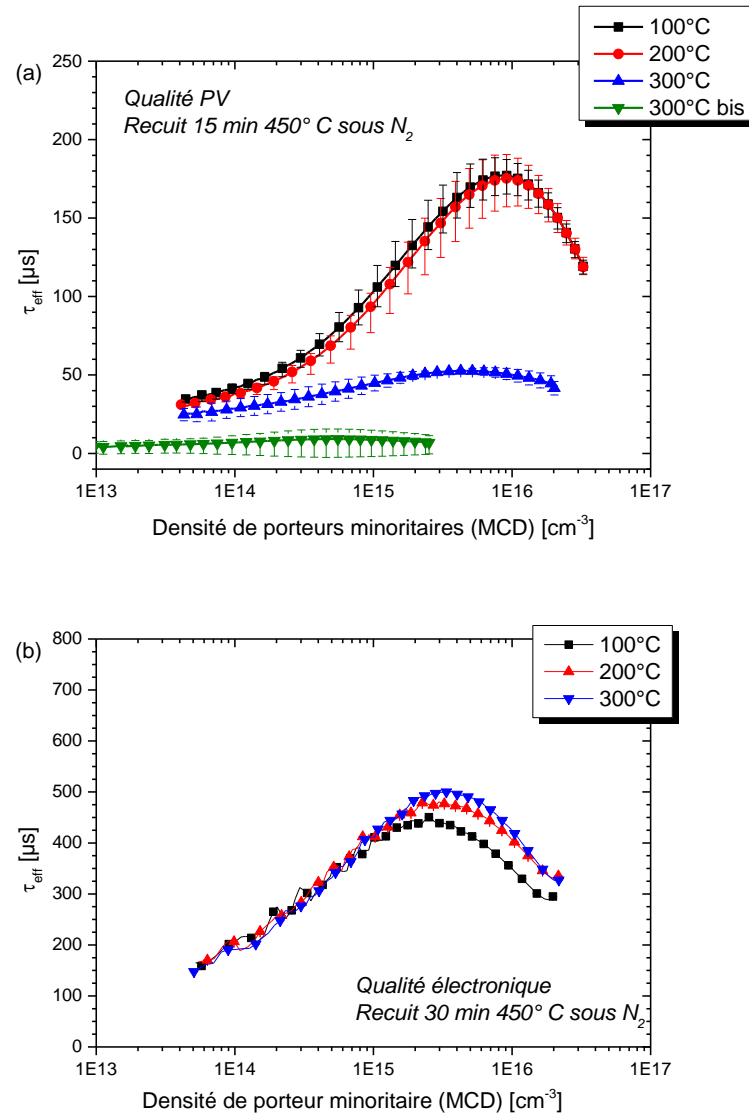 100°C
200°C
300°C
300°C bis
(a)
250
200
150
100
50
0
Qualité PV
Recuit 15 min 450° C sous N2
τeff [µs]
1E13 1E14 1E15 1E16 1E17
Densité de porteurs minoritaires (MCD) [cm-3]
(b)
100°C
200°C
300°C
800
700
600
500
400
300
200
100
0
τeff [µs]
Qualité électronique
Recuit 30 min 450° C sous N2
1E13 1E14 1E15 1E16 1E17
Densité de porteur minoritaire (MCD) [cm-3]